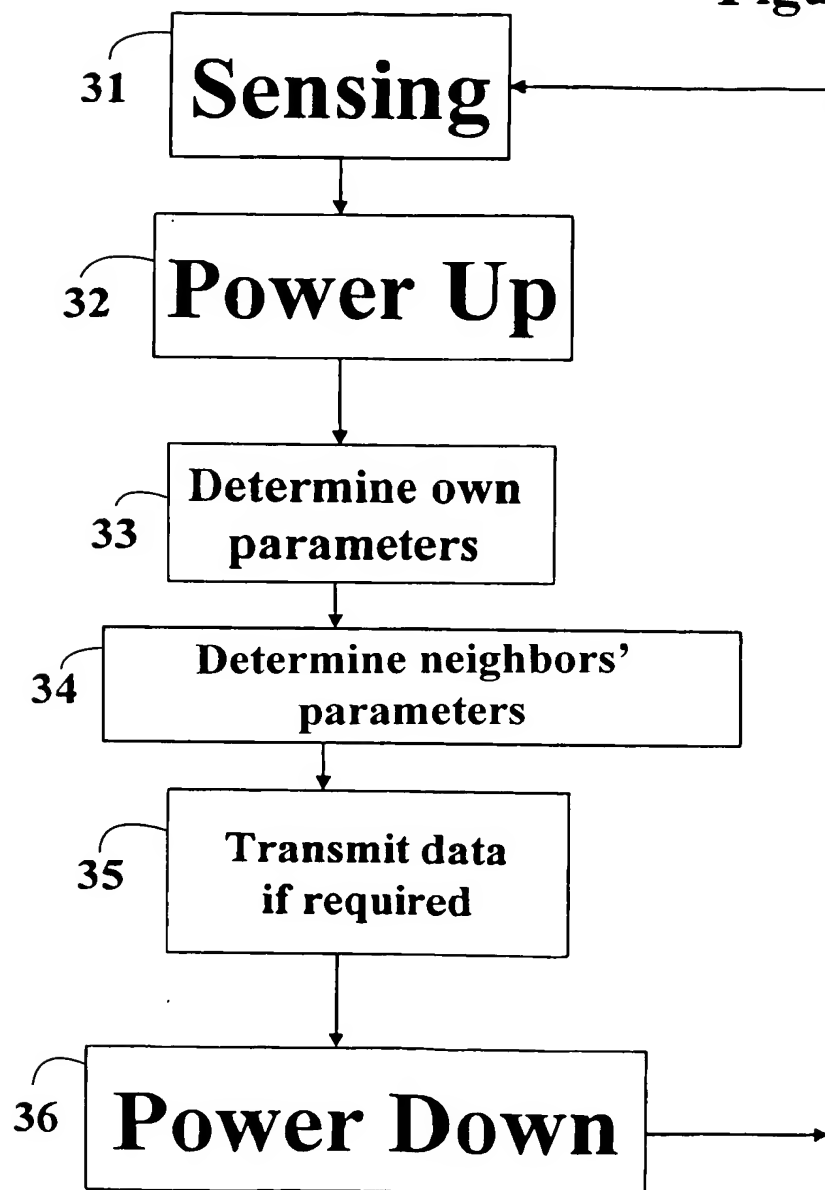 31
Sensing
32
Power Up
33
Determine own
parameters
34
Determine neighbors’
parameters
35
Transmit data
if required
36
Power Down